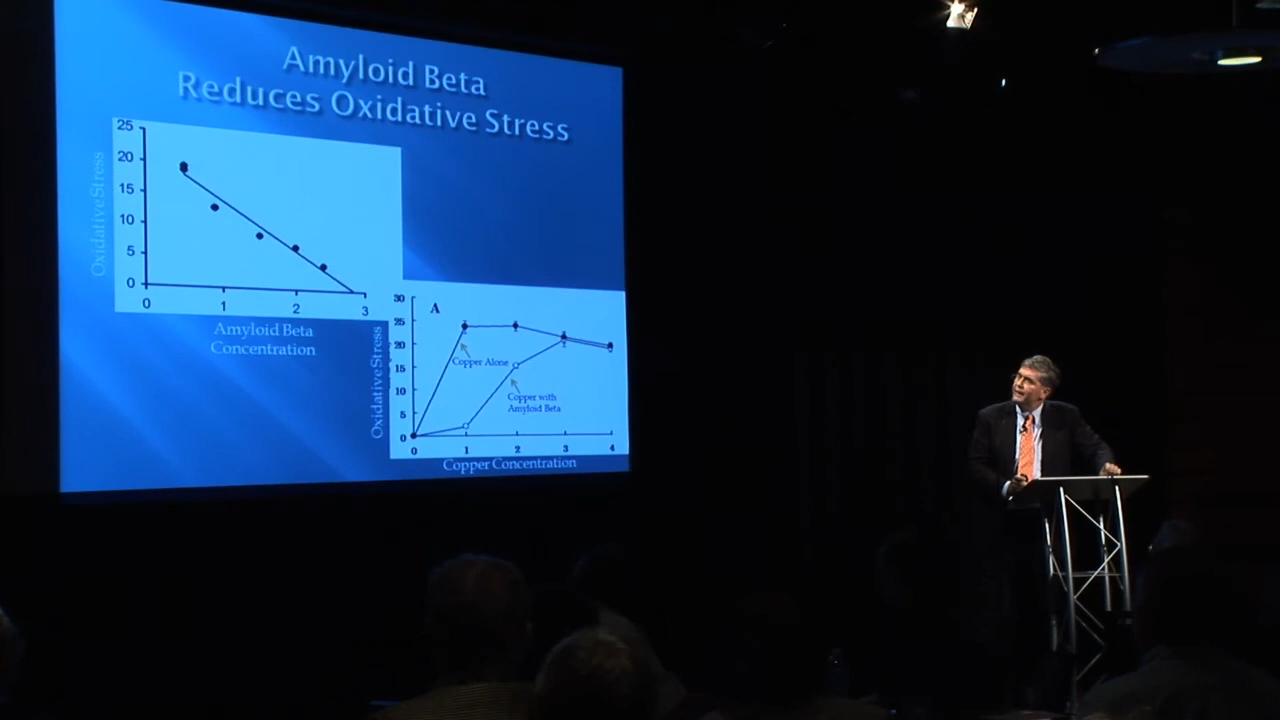 Amyloid Beta
Reduces Oxidative Stress
25
20
15
10
5
0
Oxidative Stress
0 1 2 3
Amyloid Beta
Concentration
A
30
25
20
15
10
5
0
Oxidative Stress
Copper Alone
Copper with
Amyloid Beta
0 1 2 3 4
Copper Concentration